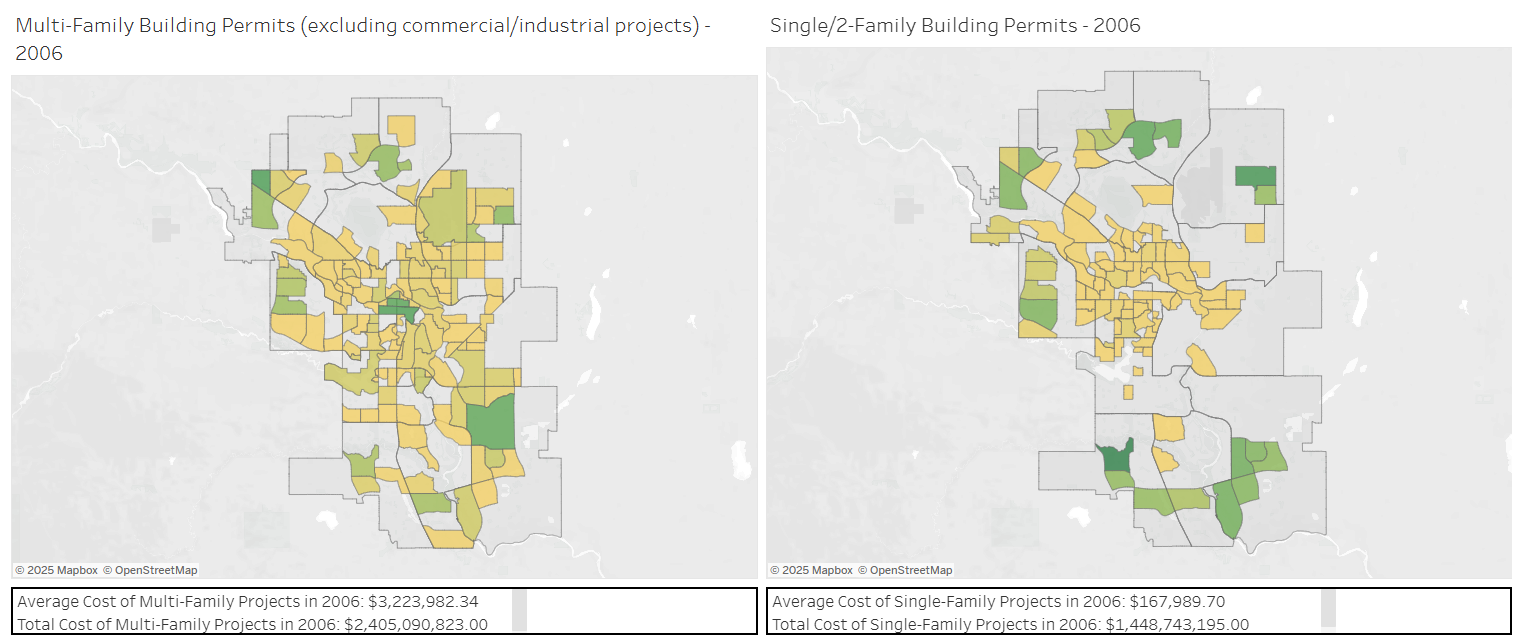 Multi-Family Building Permits (excluding commercial/industrial projects) -
2006
Single/2-Family Building Permits - 2006
© 2025 Mapbox © OpenStreetMap
© 2025 Mapbox © OpenStreetMap
Average Cost of Multi-Family Projects in 2006: $3,223,982.34
Total Cost of Multi-Family Projects in 2006: $2,405,090,823.00
Average Cost of Single-Family Projects in 2006: $167,989.70
Total Cost of Single-Family Projects in 2006: $1,448,743,195.00